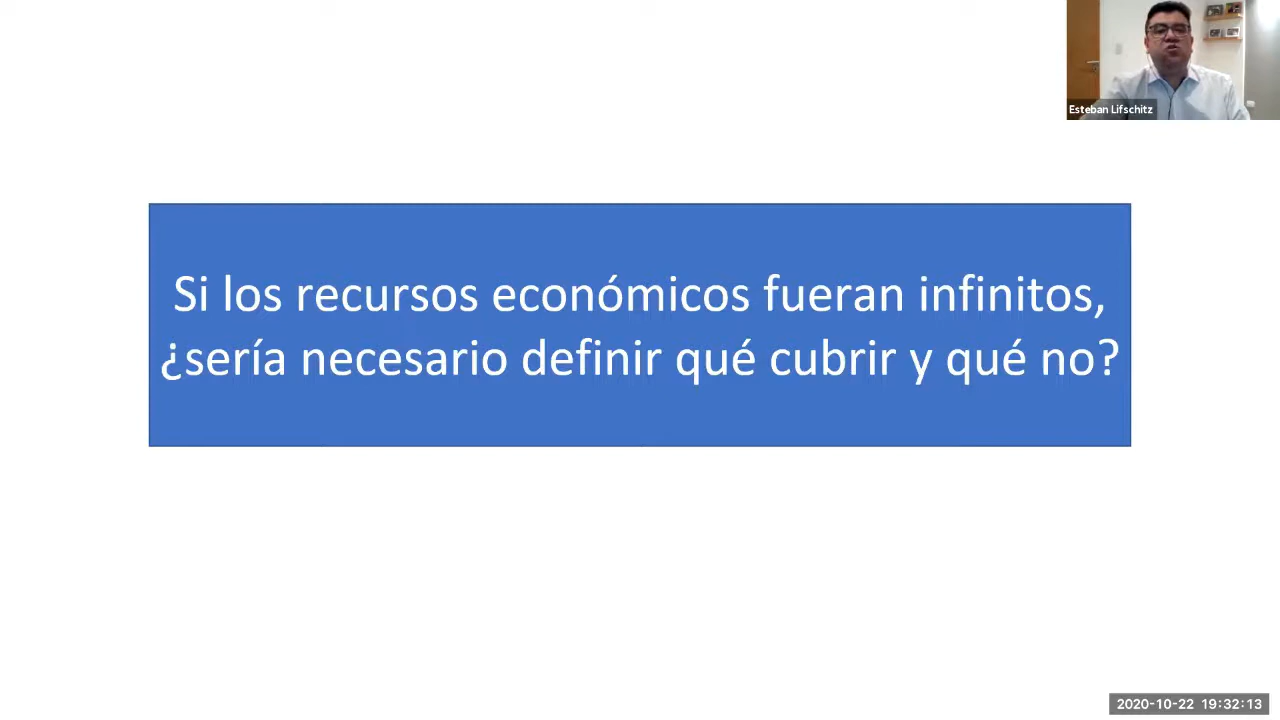 Esteban Lifschitz
Si los recursos económicos fueran infinitos,
¿sería necesario definir qué cubrir y qué no?
2020-10-22 19:32:13